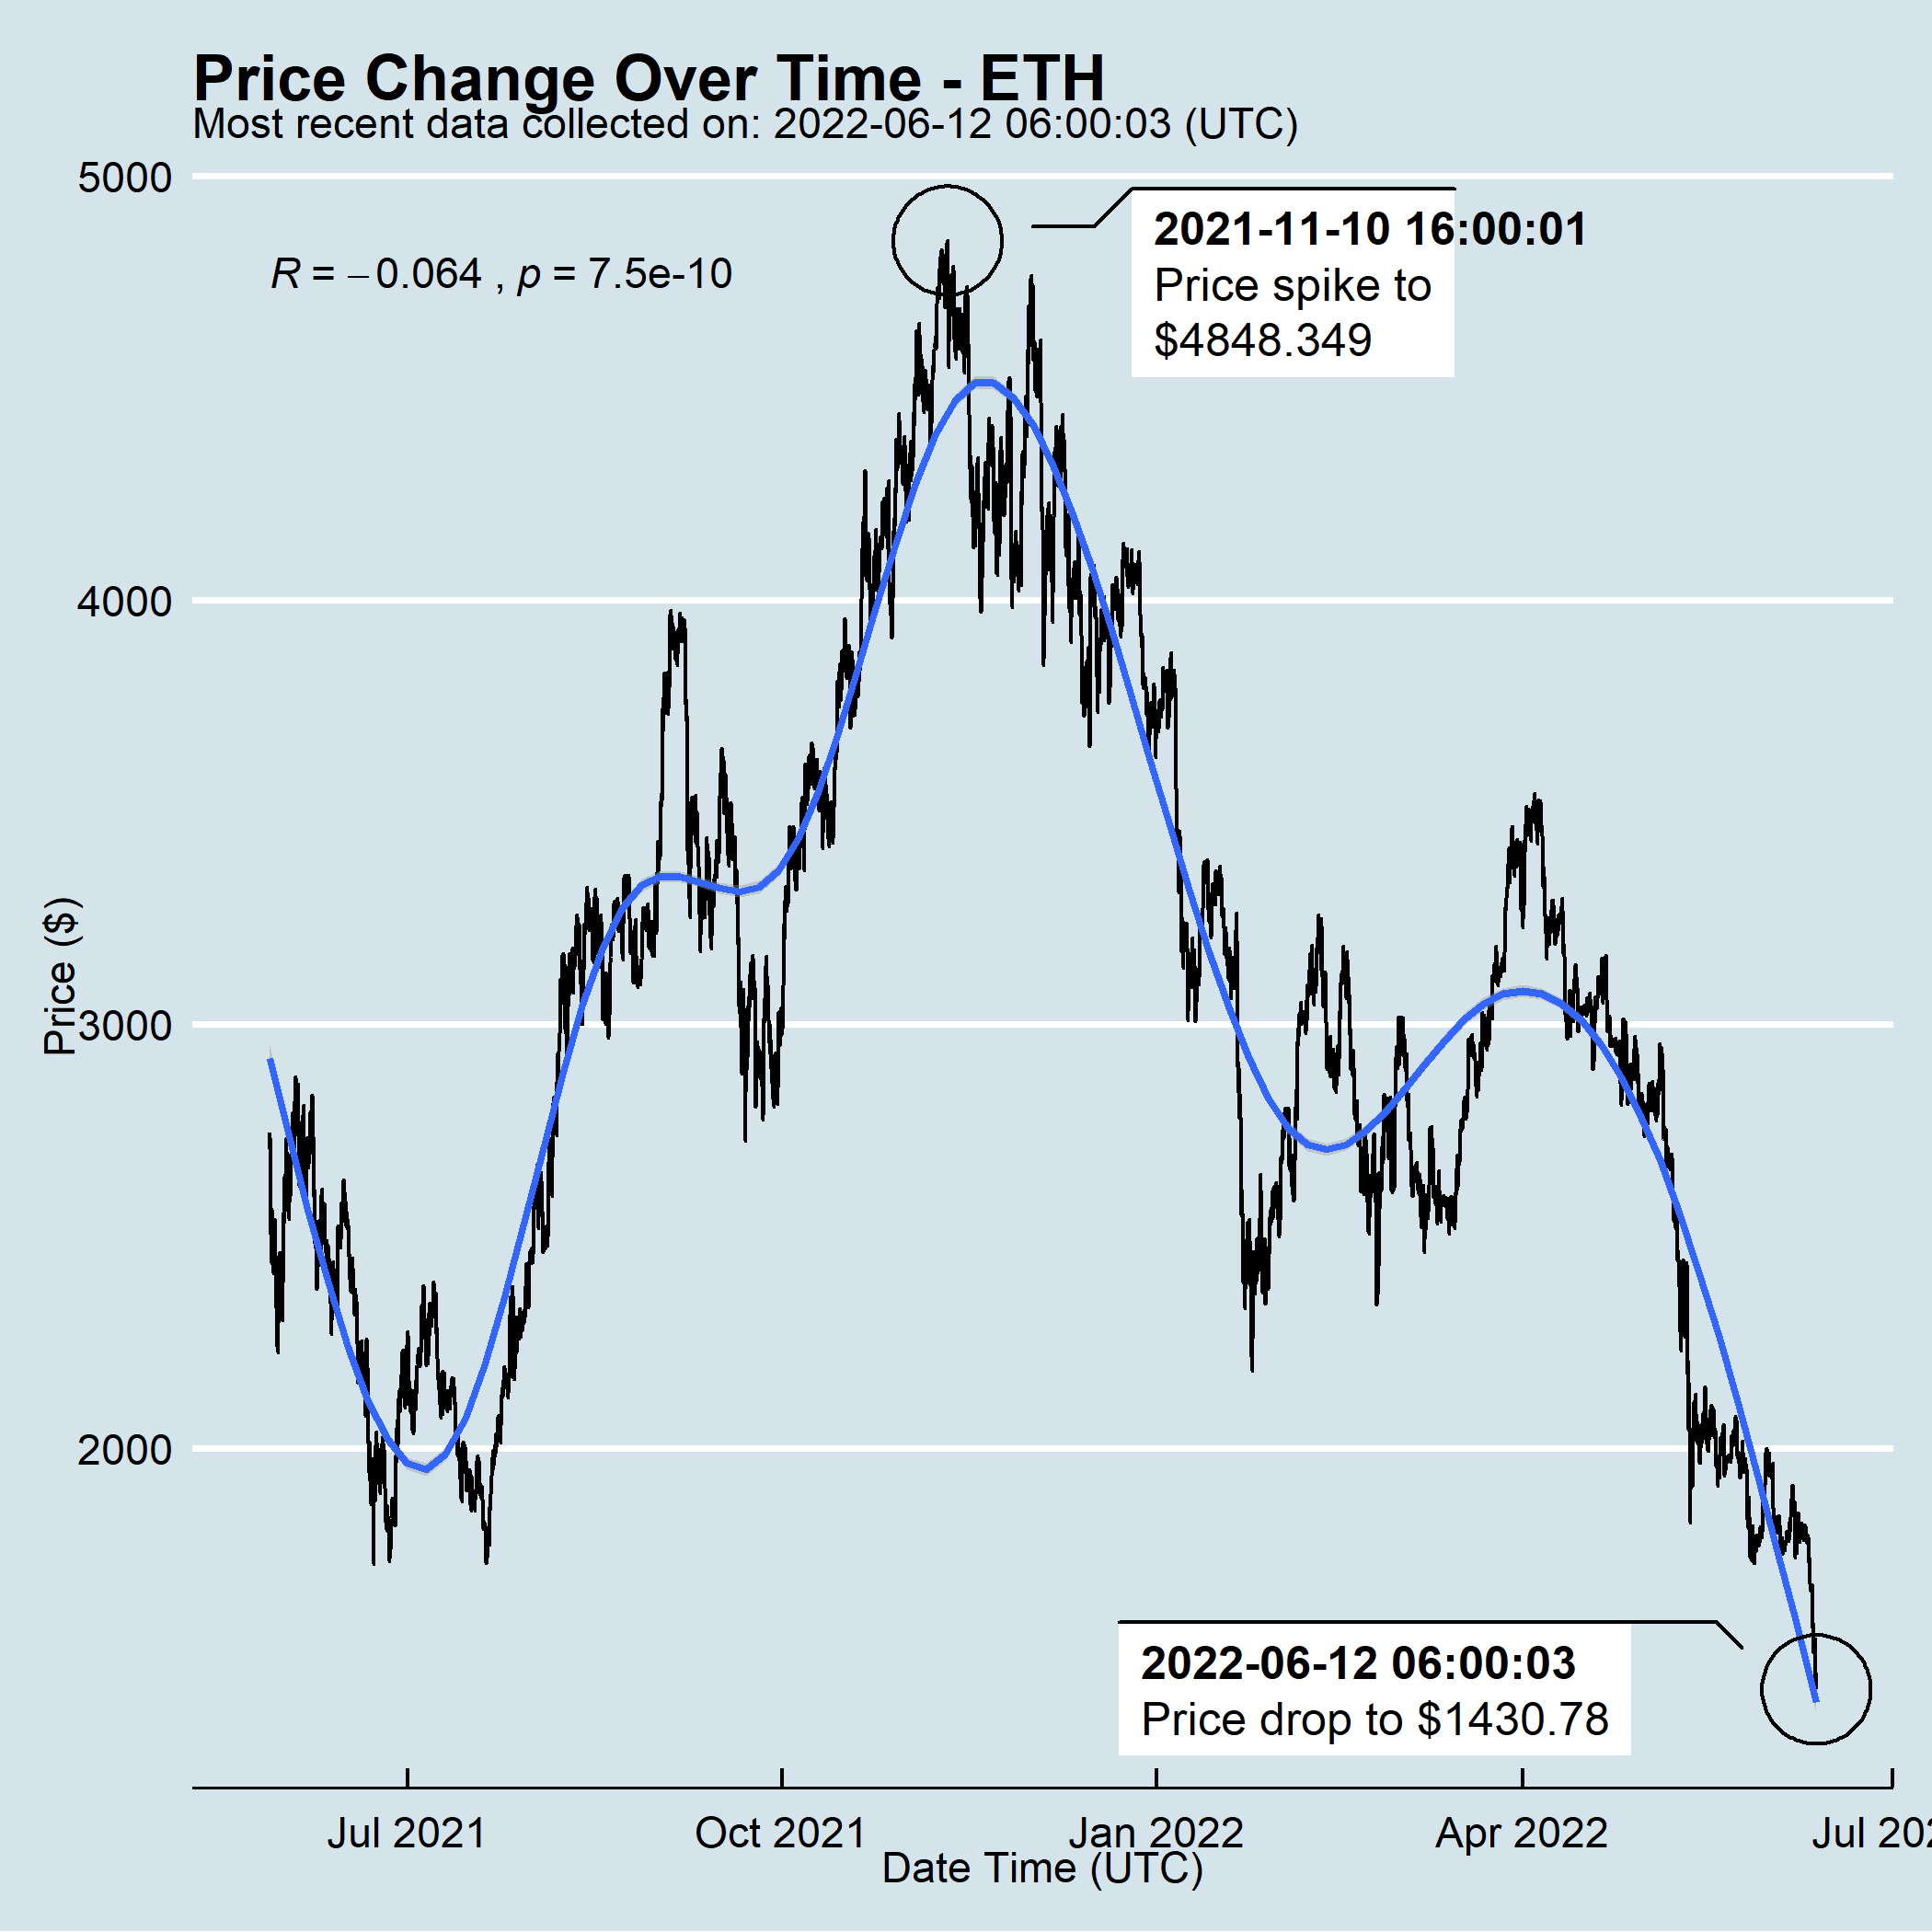 Price Change Over Time - ETH
Most recent data collected on: 2022-06-12 06:00:03 (UTC)
5000
2021-11-10 16:00:01
Price spike to
$4848.349
R = −0.064 , p = 7.5e-10
4000
Price ($)
3000
2000
2022-06-12 06:00:03
Price drop to $1430.78
Jul 2021
Oct 2021
Jan 2022
Apr 2022
Jul 202
Date Time (UTC)